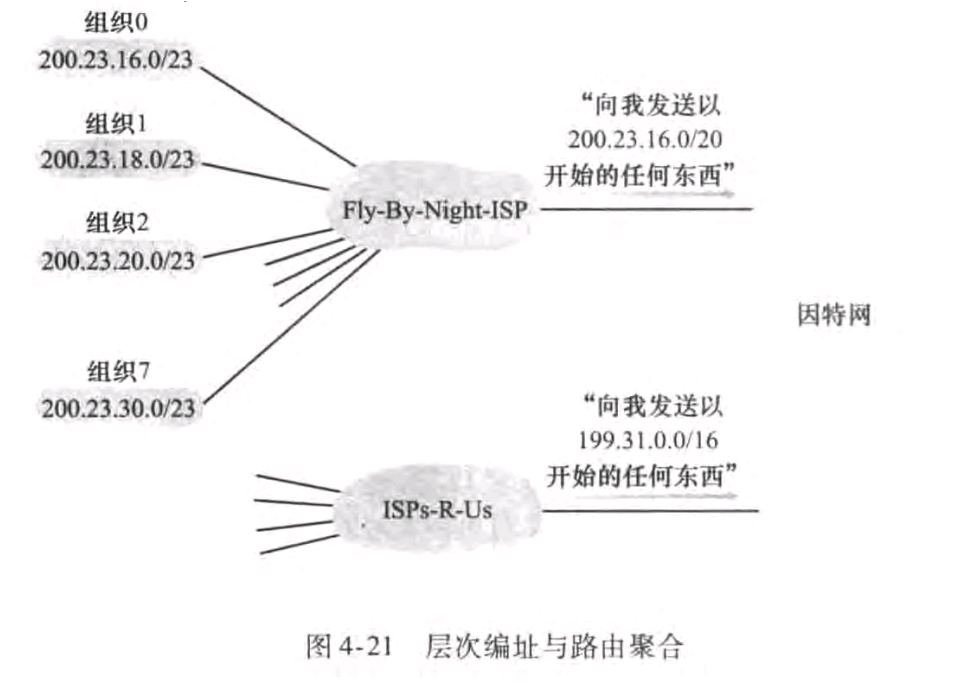 组织0
200.23.16.0/23
组织1
200.23.18.0/23
组织2
200.23.20.0/23
组织7
200.23.30.0/23
Fly-By-Night-ISP
“向我发送以
200.23.16.0/20
开始的任何东西”
因特网
ISPs-R-Us
“向我发送以
199.31.0.0/16
开始的任何东西”
图4-21 层次编址与路由聚合